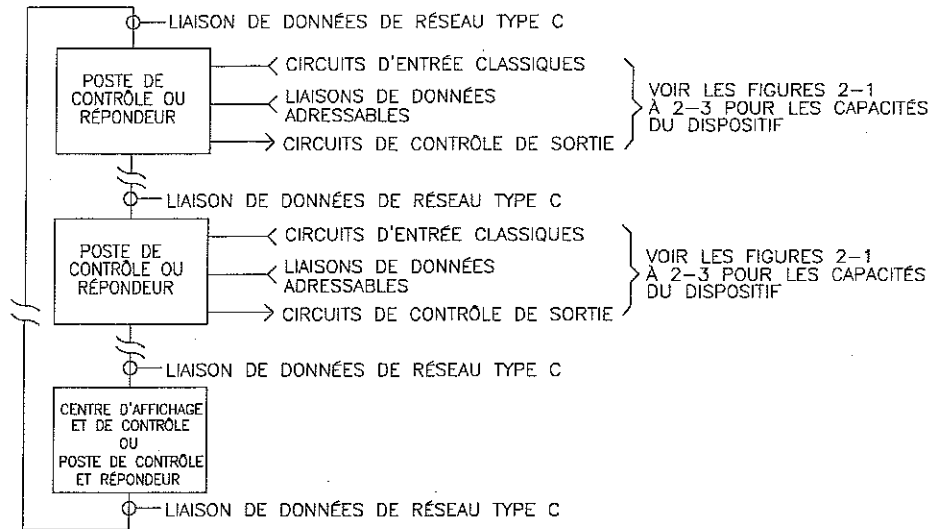 LIAISON DE DONNÉES DE RÉSEAU TYPE C
POSTE DE
CONTRÔLE OU
RÉPONDEUR
CIRCUITS D'ENTRÉE CLASSIQUES
LIAISONS DE DONNÉES
ADRESSABLES
CIRCUITS DE CONTRÔLE DE SORTIE
VOIR LES FIGURES 2-1
À 2-3 POUR LES CAPACITÉS
DU DISPOSITIF
LIAISON DE DONNÉES DE RÉSEAU TYPE C
POSTE DE
CONTRÔLE OU
RÉPONDEUR
CIRCUITS D'ENTRÉE CLASSIQUES
LIAISONS DE DONNÉES
ADRESSABLES
CIRCUITS DE CONTRÔLE DE SORTIE
VOIR LES FIGURES 2-1
À 2-3 POUR LES CAPACITÉS
DU DISPOSITIF
LIAISON DE DONNÉES DE RÉSEAU TYPE C
CENTRE D'AFFICHAGE
ET DE CONTRÔLE
OU
POSTE DE CONTRÔLE
ET RÉPONDEUR
LIAISON DE DONNÉES DE RÉSEAU TYPE C